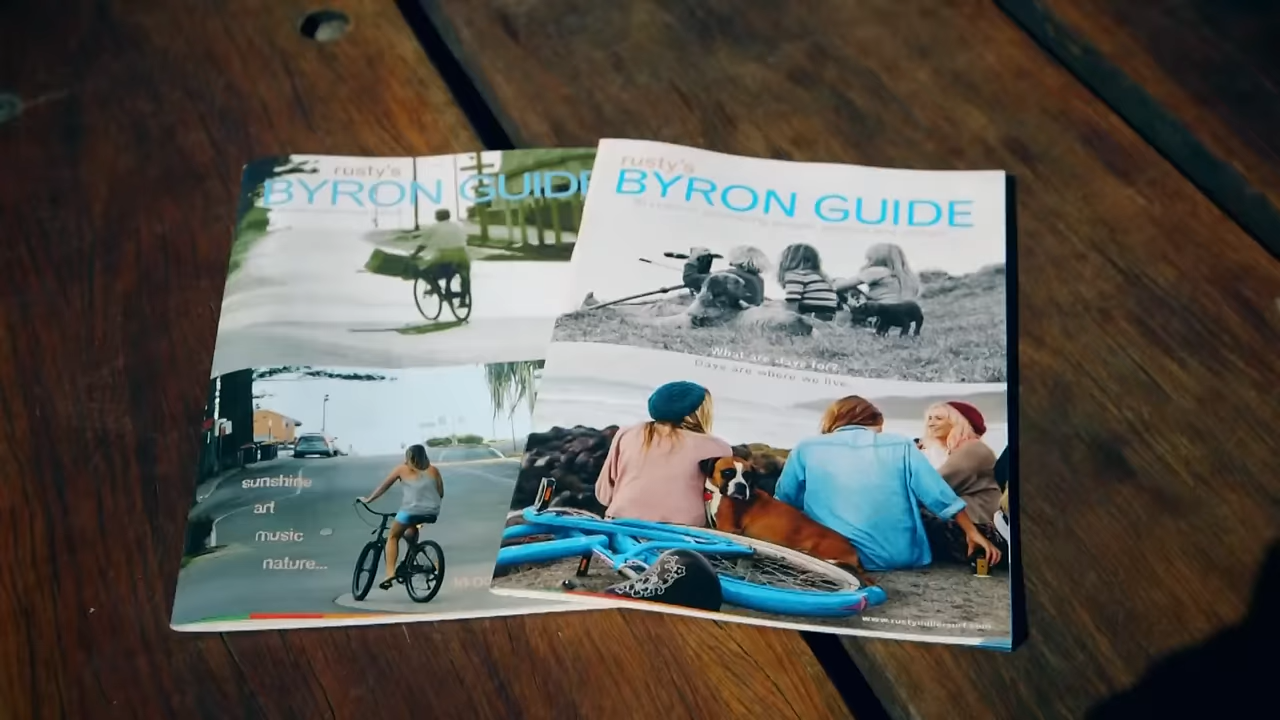 rusty's
BYRON GUIDE
sunshine
art
music
nature...
rusty's
BYRON GUIDE
What are days for?
Days are where we live.